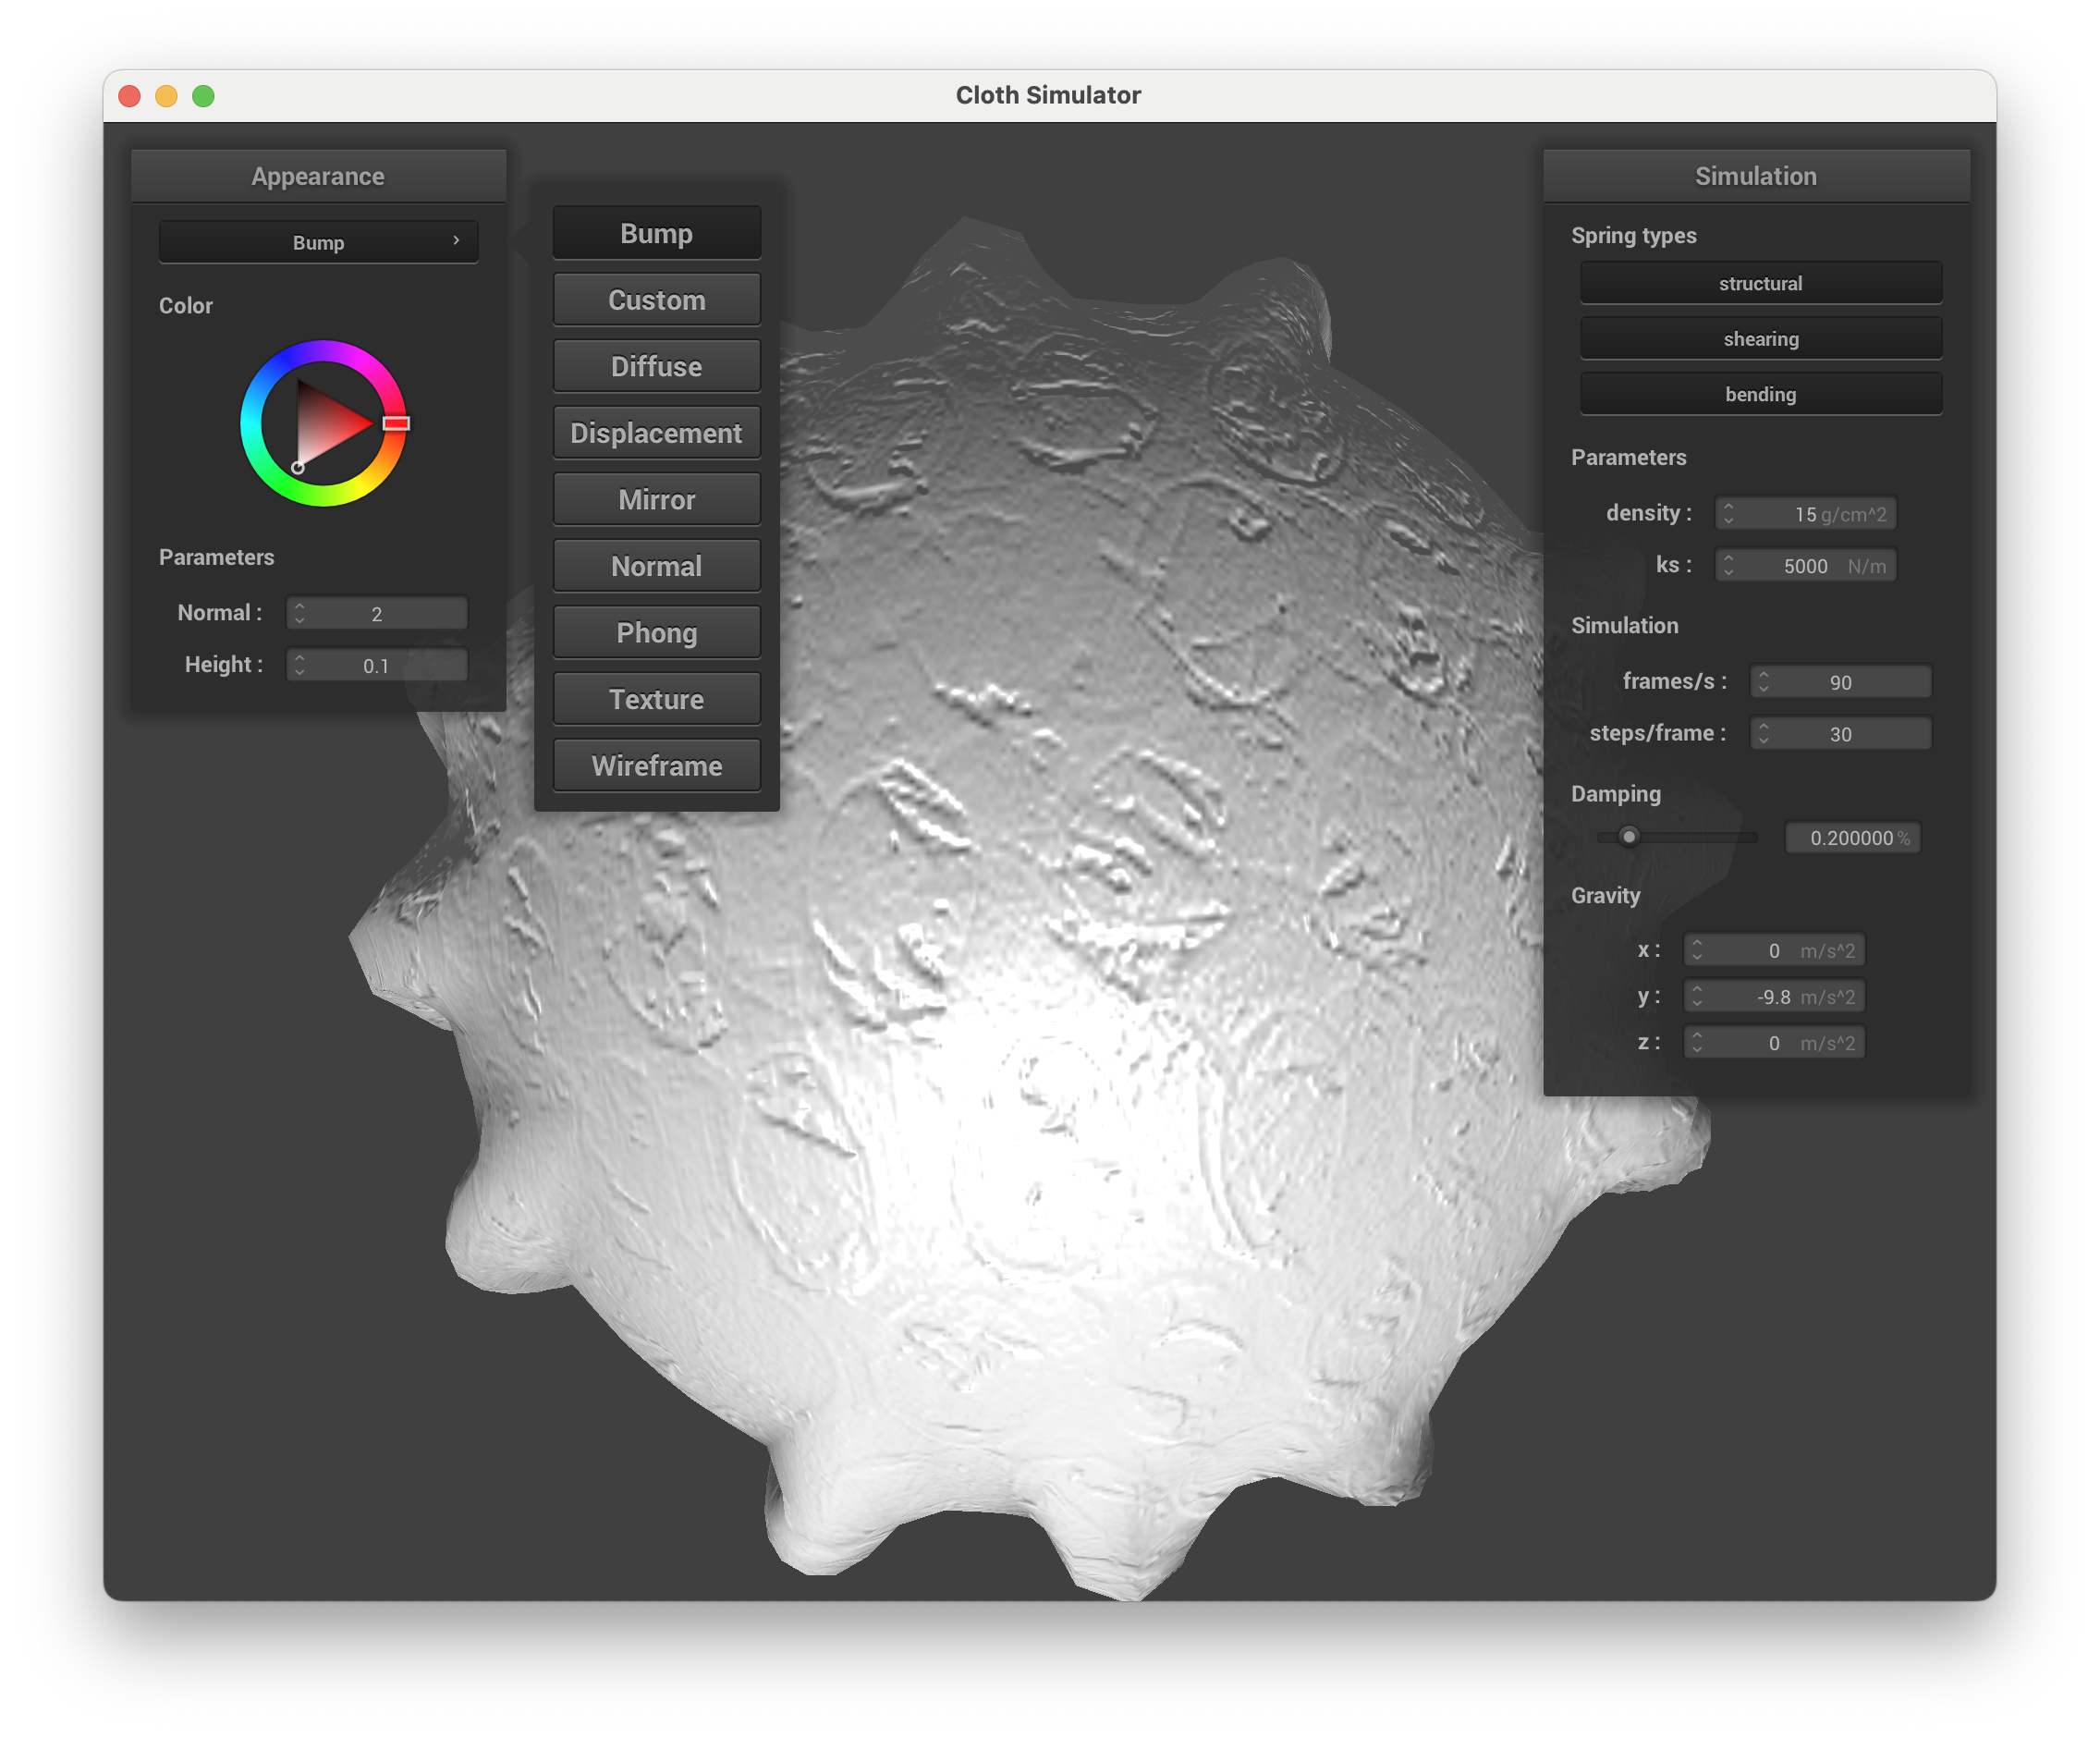 Cloth Simulator
Appearance
Bump
Color
Parameters
Normal : 2
Height : 0.1
Bump
Custom
Diffuse
Displacement
Mirror
Normal
Phong
Texture
Wireframe
Simulation
Spring types
structural
shearing
bending
Parameters
density : 15 g/cm^2
ks : 5000 N/m
Simulation
frames/s : 90
steps/frame : 30
Damping
0.200000 %
Gravity
x : 0 m/s^2
y : -9.8 m/s^2
z : 0 m/s^2